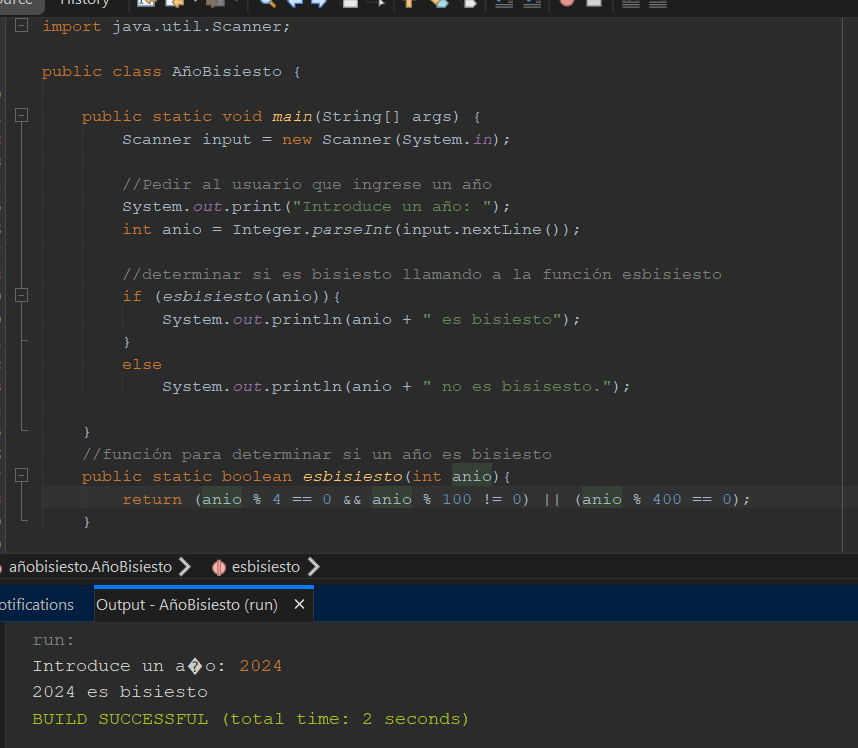 History
import java.util.Scanner;
public class AñoBisiesto {
public static void main(String[] args) {
Scanner input = new Scanner(System.in);
//Pedir al usuario que ingrese un año
System.out.print("Introduce un año: ");
int anio = Integer.parseInt(input.nextLine());
//determinar si es bisiesto llamando a la función esbisiesto
if (esbisiesto(anio)){
System.out.println(anio + " es bisiesto");
}
else
System.out.println(anio + " no es bisisesto.");
}
//función para determinar si un año es bisiesto
public static boolean esbisiesto(int anio){
return (anio % 4 == 0 && anio % 100 != 0) || (anio % 400 == 0);
}
añobisiesto.AñoBisiesto esbisiesto
otifications Output - AñoBisiesto (run) ×
run:
Introduce un a�o: 2024
2024 es bisiesto
BUILD SUCCESSFUL (total time: 2 seconds)